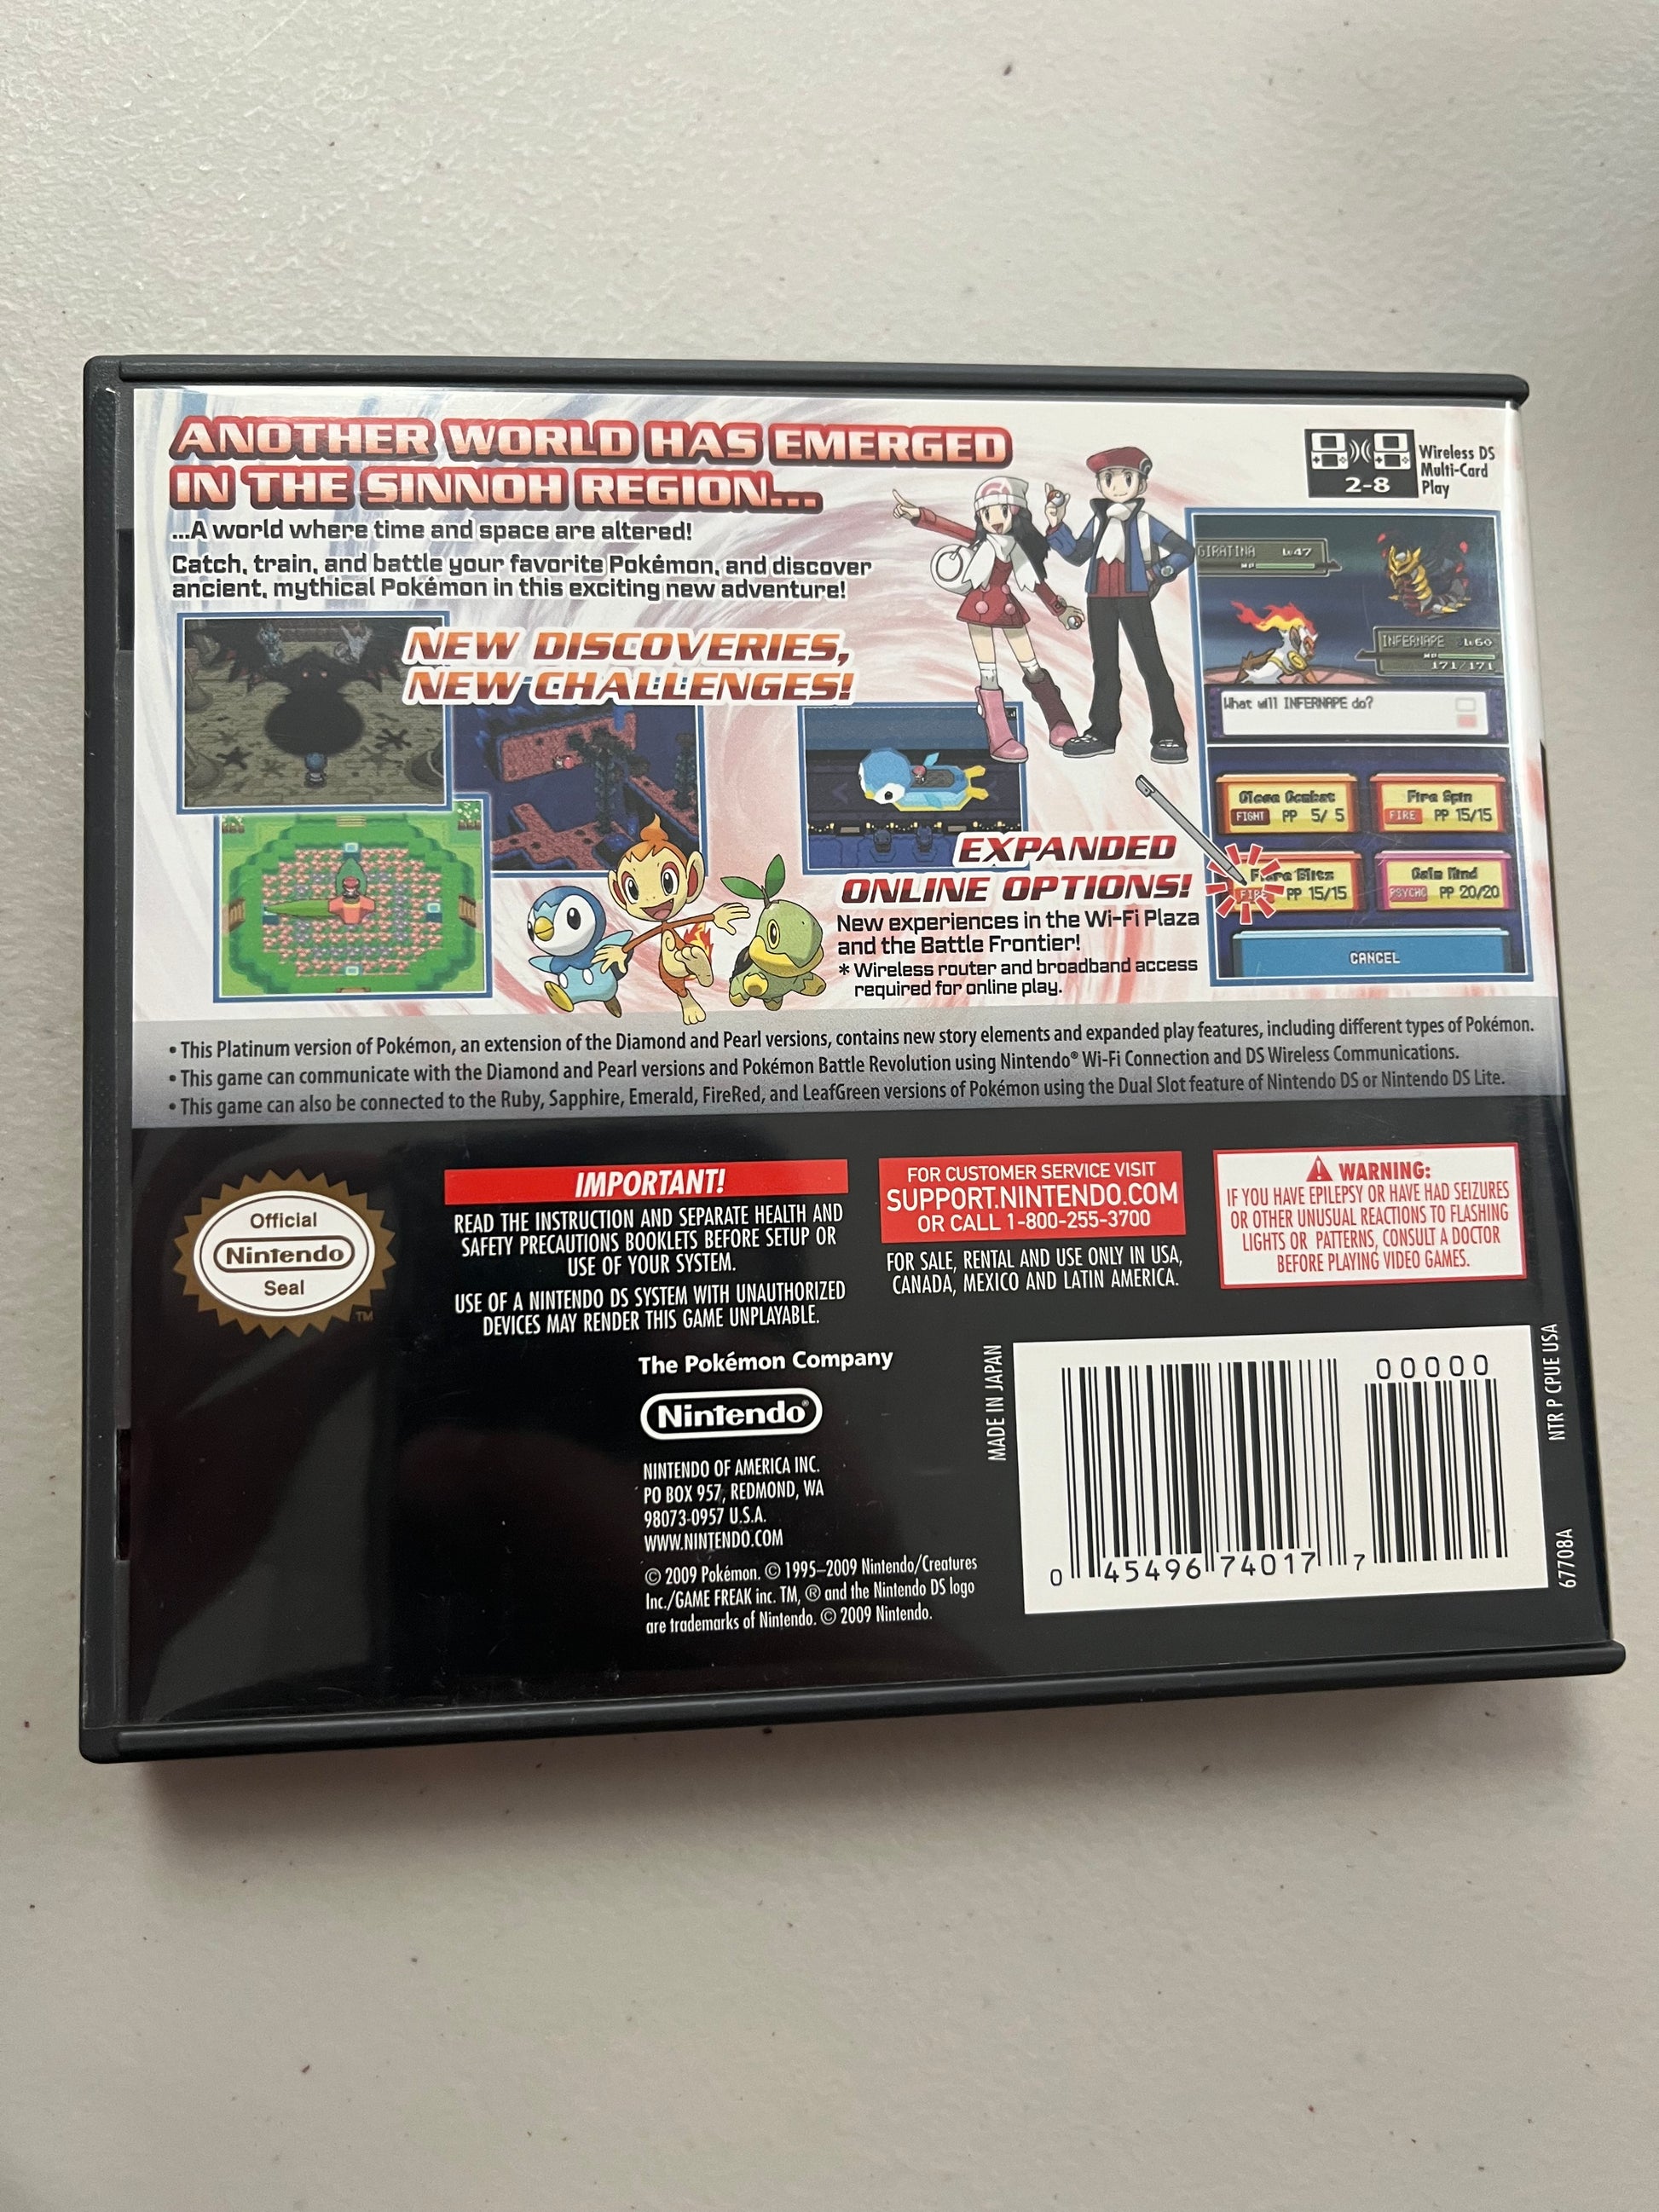 ANOTHER WORLD HAS EMERGED
IN THE SINNOH REGION...
...A world where time and space are altered!
Catch, train, and battle your favorite Pokémon, and discover
ancient, mythical Pokémon in this exciting new adventure!
NEW DISCOVERIES,
NEW CHALLENGES!
2-8
Wireless DS
Multi-Card
Play
GIRATINA Lv47
HP
INFERNAPE Lv60
HP
171/171
What will INFERNAPE do?
Close Combat
FIGHT PP 5/ 5
Fire Spin
FIRE PP 15/15
Flare Blitz
FIRE PP 15/15
Calm Mind
PSYCHC PP 20/20
CANCEL
EXPANDED
ONLINE OPTIONS!
New experiences in the Wi-Fi Plaza
and the Battle Frontier!
* Wireless router and broadband access
required for online play.
• This Platinum version of Pokémon, an extension of the Diamond and Pearl versions, contains new story elements and expanded play features, including different types of Pokémon.
• This game can communicate with the Diamond and Pearl versions and Pokémon Battle Revolution using Nintendo® Wi-Fi Connection and DS Wireless Communications.
• This game can also be connected to the Ruby, Sapphire, Emerald, FireRed, and LeafGreen versions of Pokémon using the Dual Slot feature of Nintendo DS or Nintendo DS Lite.
Official
Nintendo
Seal
TM
IMPORTANT!
READ THE INSTRUCTION AND SEPARATE HEALTH AND
SAFETY PRECAUTIONS BOOKLETS BEFORE SETUP OR
USE OF YOUR SYSTEM.
USE OF A NINTENDO DS SYSTEM WITH UNAUTHORIZED
DEVICES MAY RENDER THIS GAME UNPLAYABLE.
FOR CUSTOMER SERVICE VISIT
SUPPORT.NINTENDO.COM
OR CALL 1-800-255-3700
FOR SALE, RENTAL AND USE ONLY IN USA,
CANADA, MEXICO AND LATIN AMERICA.
WARNING:
IF YOU HAVE EPILEPSY OR HAVE HAD SEIZURES
OR OTHER UNUSUAL REACTIONS TO FLASHING
LIGHTS OR PATTERNS, CONSULT A DOCTOR
BEFORE PLAYING VIDEO GAMES.
The Pokémon Company
Nintendo®
NINTENDO OF AMERICA INC.
PO BOX 957, REDMOND, WA
98073-0957 U.S.A.
WWW.NINTENDO.COM
© 2009 Pokémon. © 1995–2009 Nintendo/Creatures
Inc./GAME FREAK inc. TM, ® and the Nintendo DS logo
are trademarks of Nintendo. © 2009 Nintendo.
MADE IN JAPAN
00000
0 45496 74017 7
NTR P CPUE USA
67708A